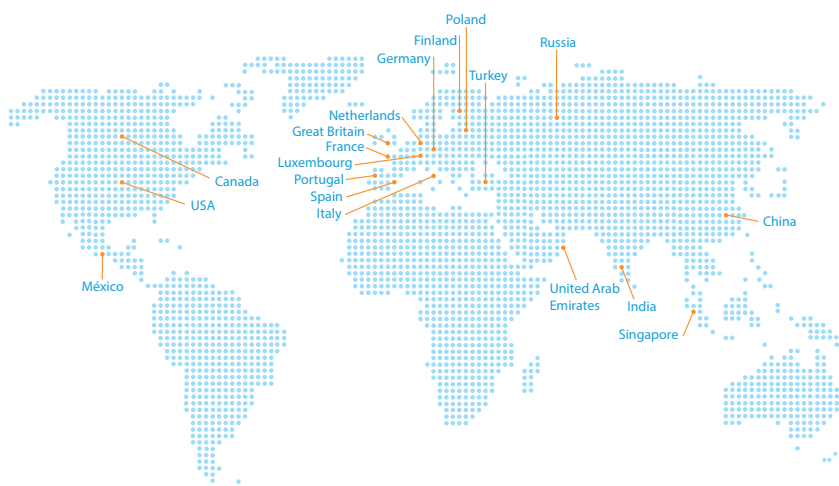 Poland
Finland
Russia
Germany
Turkey
Netherlands
Great Britain
France
Luxembourg
Canada
Portugal
Spain
USA
Italy
China
México
United Arab
Emirates
India
Singapore